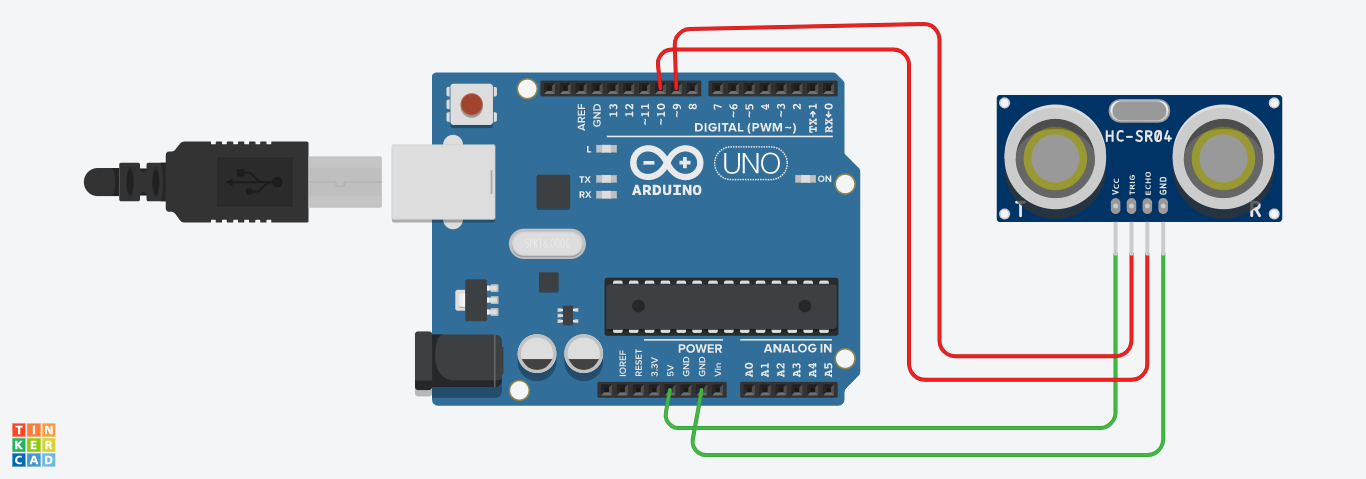 AREF
GND
13
12
~11
~10
~9
8
7
~6
~5
4
~3
2
TX→1
RX←0
DIGITAL (PWM~)
L
TX
RX
ARDUINO
UNO
ON
SPK16.000G
HC-SR04
Vcc
TRIG
ECHO
GND
T
R
POWER
ANALOG IN
IOREF
RESET
3.3V
5V
GND
GND
Vin
A0
A1
A2
A3
A4
A5
TIN
KER
CAD